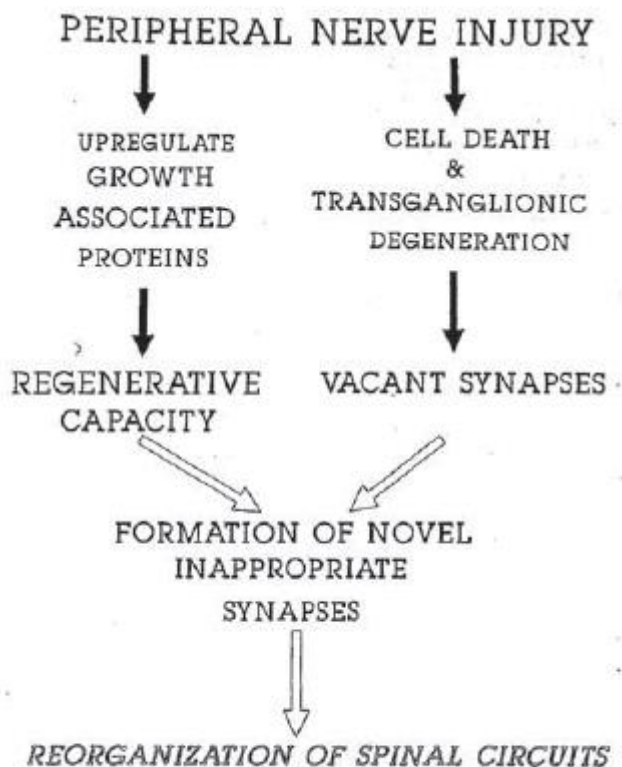 PERIPHERAL NERVE INJURY
UPREGULATE
GROWTH
ASSOCIATED
PROTEINS
CELL DEATH
&
TRANSGANGLIONIC
DEGENERATION
REGENERATIVE
CAPACITY
VACANT SYNAPSES
FORMATION OF NOVEL
INAPPROPRIATE
SYNAPSES
REORGANIZATION OF SPINAL CIRCUITS